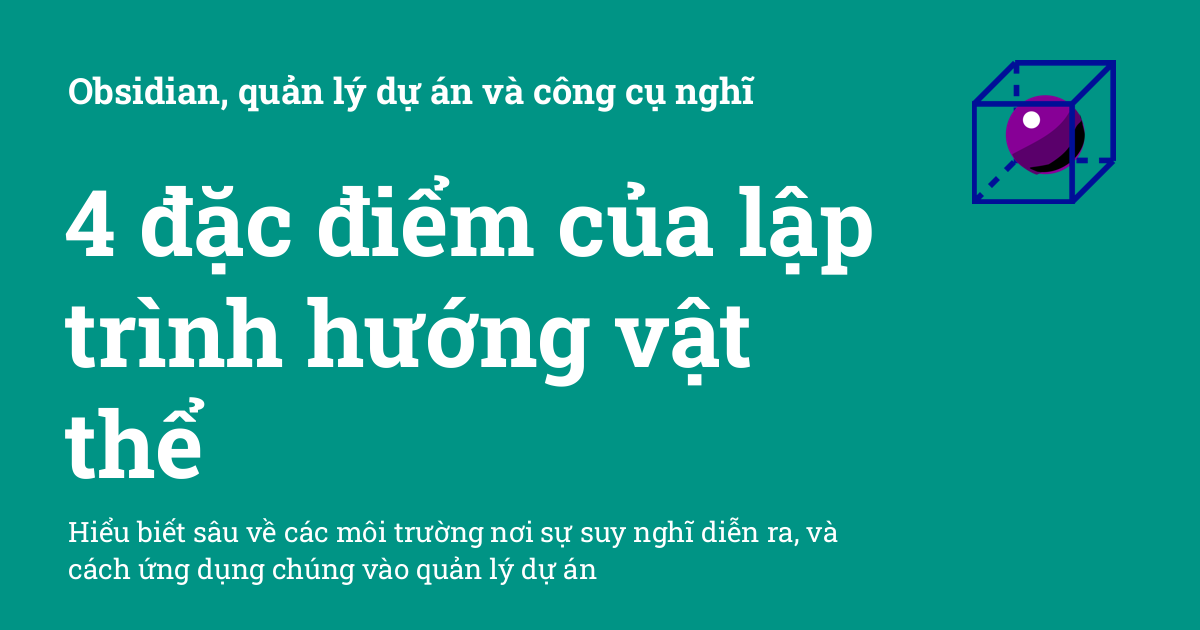 Obsidian, quản lý dự án và công cụ nghĩ
4 đặc điểm của lập
trình hướng vật
thể
Hiểu biết sâu về các môi trường nơi sự suy nghĩ diễn ra, và
cách ứng dụng chúng vào quản lý dự án